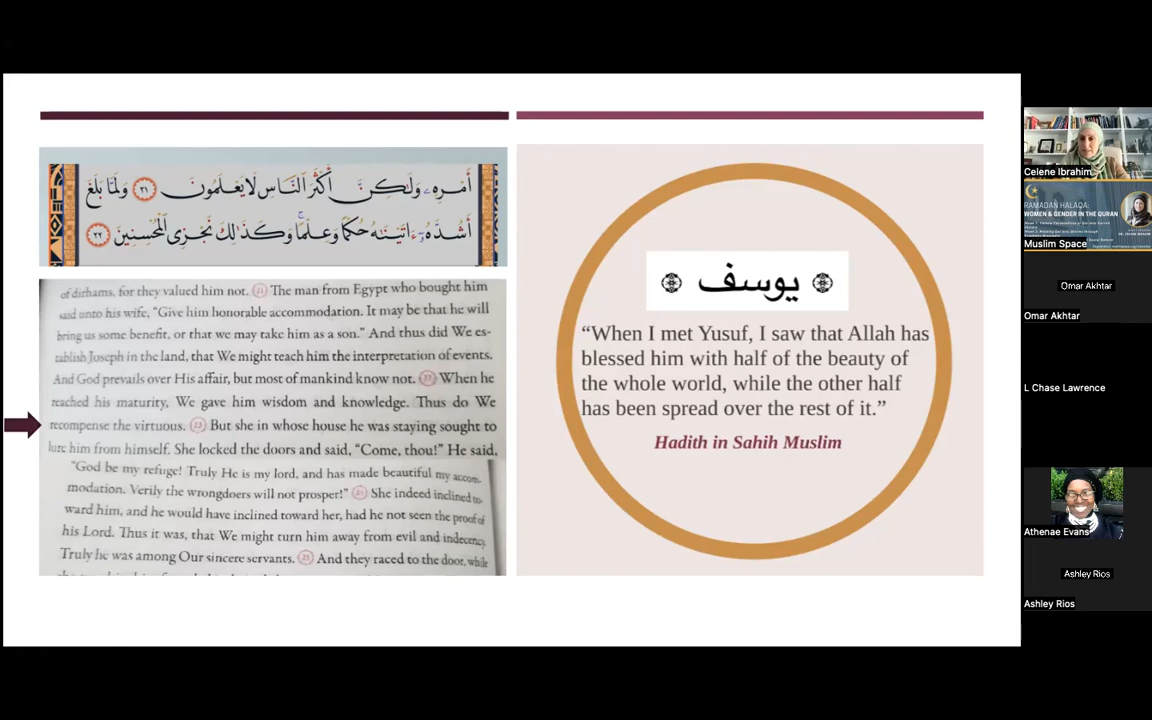 أَمْرِهِۦ وَلَٰكِنَّ أَكْثَرَ ٱلنَّاسِ لَا يَعْلَمُونَ ٢١ وَلَمَّا بَلَغَ
أَشُدَّهُۥٓ ءَاتَيْنَٰهُ حُكْمًا وَعِلْمًا ۚ وَكَذَٰلِكَ نَجْزِى ٱلْمُحْسِنِينَ ٢٢
of dirhams, for they valued him not. 21 The man from Egypt who bought him
said unto his wife, "Give him honorable accommodation. It may be that he will
bring us some benefit, or that we may take him as a son." And thus did We es-
tablish Joseph in the land, that We might teach him the interpretation of events.
And God prevails over His affair, but most of mankind know not. 22 When he
reached his maturity, We gave him wisdom and knowledge. Thus do We
recompense the virtuous. 23 But she in whose house he was staying sought to
lure him from himself. She locked the doors and said, "Come, thou!" He said,
"God be my refuge! Truly He is my lord, and has made beautiful my accom-
modation. Verily the wrongdoers will not prosper!" 24 She indeed inclined to-
ward him, and he would have inclined toward her, had he not seen the proof of
his Lord. Thus it was, that We might turn him away from evil and indecency.
Truly he was among Our sincere servants. 25 And they raced to the door, while
يوسف
"When I met Yusuf, I saw that Allah has
blessed him with half of the beauty of
the whole world, while the other half
has been spread over the rest of it."
Hadith in Sahih Muslim
Celene Ibrahim
RAMADAN HALAQA:
WOMEN & GENDER IN THE QURAN
Muslim Space
Omar Akhtar
Omar Akhtar
L Chase Lawrence
Athenae Evans
Ashley Rios
Ashley Rios